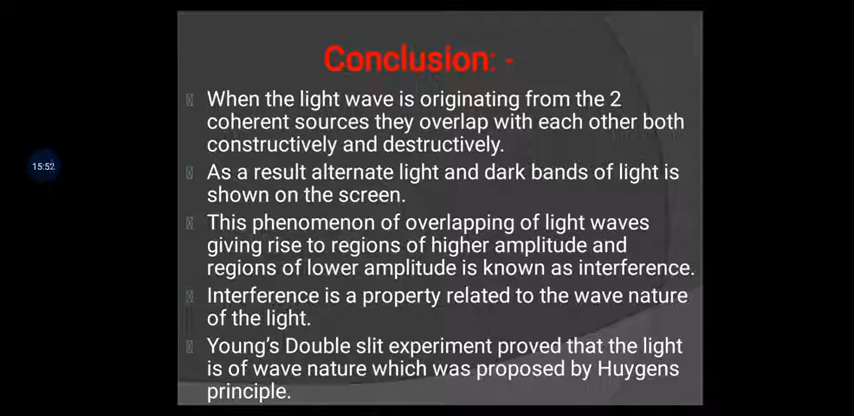 Conclusion: -
When the light wave is originating from the 2
coherent sources they overlap with each other both
constructively and destructively.
As a result alternate light and dark bands of light is
shown on the screen.
This phenomenon of overlapping of light waves
giving rise to regions of higher amplitude and
regions of lower amplitude is known as interference.
15:52
Interference is a property related to the wave nature
of the light.
Young's Double slit experiment proved that the light
is of wave nature which was proposed by Huygens
principle.